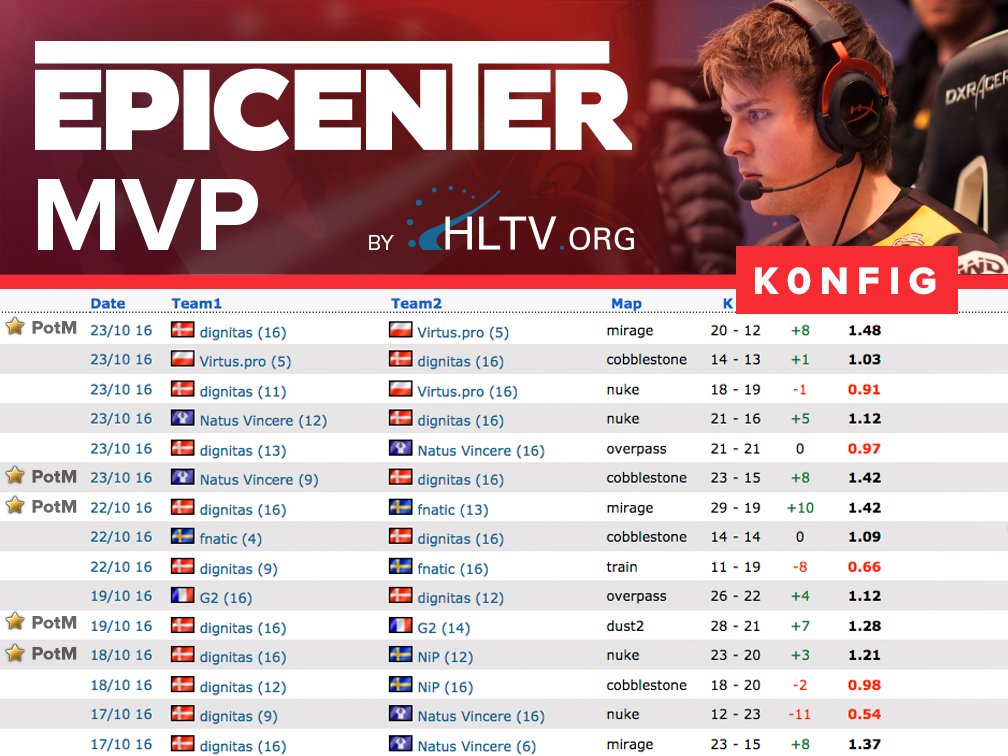 EPICENTER
MVP
BY HLTV.ORG
DXRACER
K0NFIG
Date Team1 Team2 Map K
PotM 23/10 16 dignitas (16) Virtus.pro (5) mirage 20 - 12 +8 1.48
23/10 16 Virtus.pro (5) dignitas (16) cobblestone 14 - 13 +1 1.03
23/10 16 dignitas (11) Virtus.pro (16) nuke 18 - 19 -1 0.91
23/10 16 Natus Vincere (12) dignitas (16) nuke 21 - 16 +5 1.12
23/10 16 dignitas (13) Natus Vincere (16) overpass 21 - 21 0 0.97
PotM 23/10 16 Natus Vincere (9) dignitas (16) cobblestone 23 - 15 +8 1.42
PotM 22/10 16 dignitas (16) fnatic (13) mirage 29 - 19 +10 1.42
22/10 16 fnatic (4) dignitas (16) cobblestone 14 - 14 0 1.09
22/10 16 dignitas (9) fnatic (16) train 11 - 19 -8 0.66
19/10 16 G2 (16) dignitas (12) overpass 26 - 22 +4 1.12
PotM 19/10 16 dignitas (16) G2 (14) dust2 28 - 21 +7 1.28
PotM 18/10 16 dignitas (16) NiP (12) nuke 23 - 20 +3 1.21
18/10 16 dignitas (12) NiP (16) cobblestone 18 - 20 -2 0.98
17/10 16 dignitas (9) Natus Vincere (16) nuke 12 - 23 -11 0.54
17/10 16 dignitas (16) Natus Vincere (6) mirage 23 - 15 +8 1.37